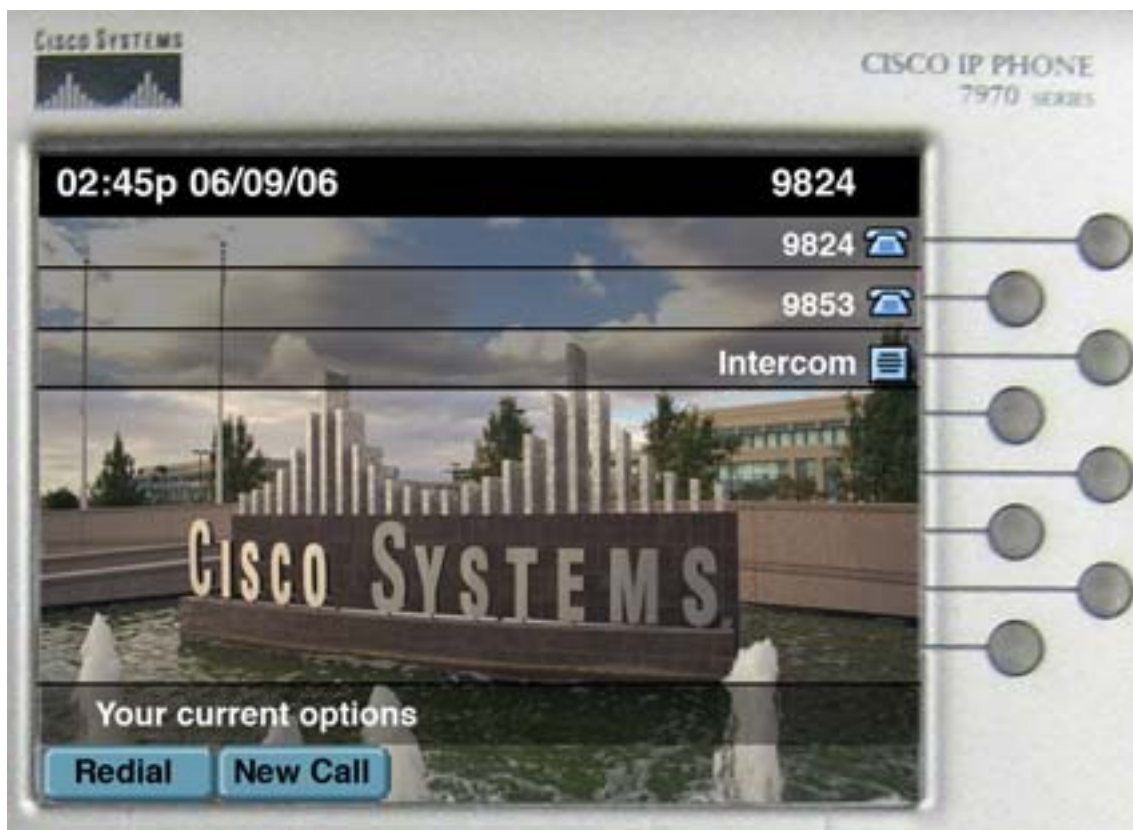 CISCO SYSTEMS
CISCO IP PHONE
7970 SERIES
02:45p 06/09/06 9824
9824
9853
Intercom
CISCO SYSTEMS
Your current options
Redial New Call